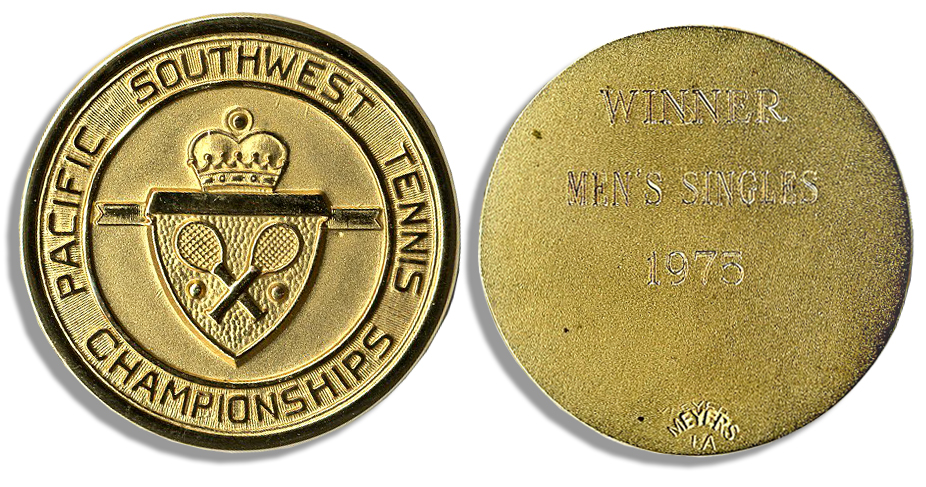 PACIFIC SOUTHWEST TENNIS
CHAMPIONSHIPS
WINNER
MEN'S SINGLES
1975
MEYERS
LA